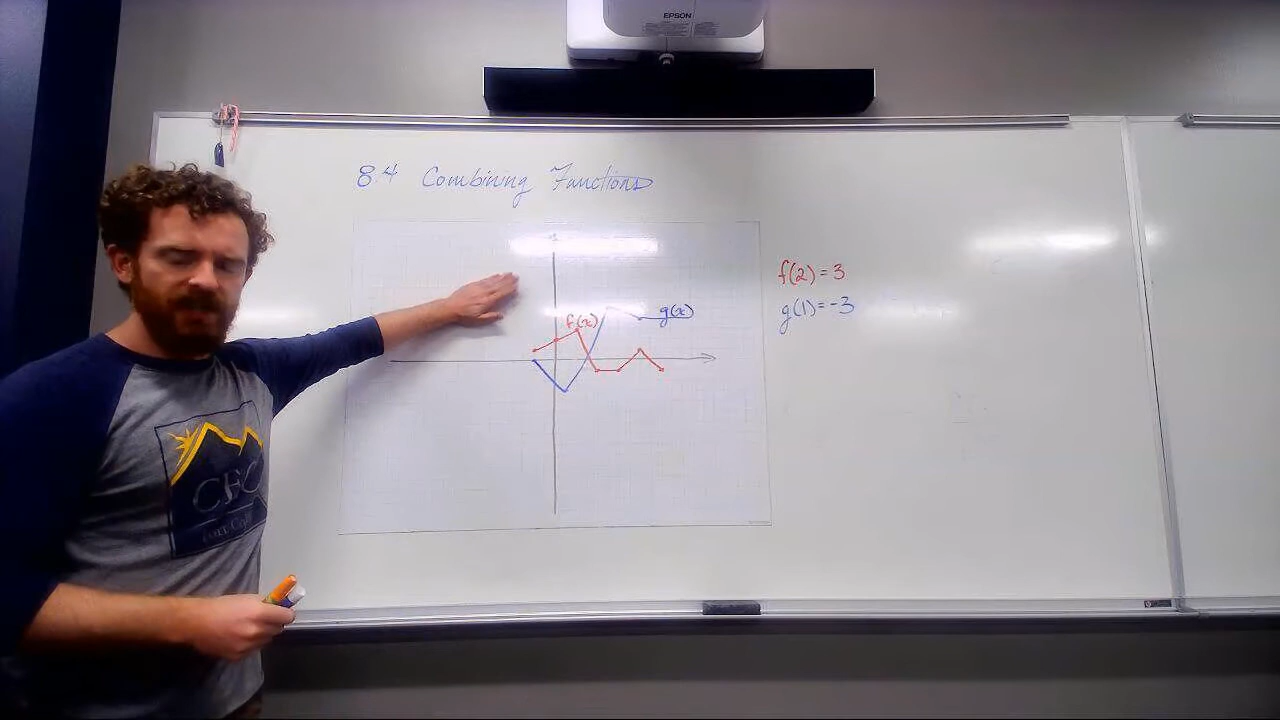 EPSON
8.4 Combining Functions
f(2) = 3
g(1) = -3
f(x)
g(x)